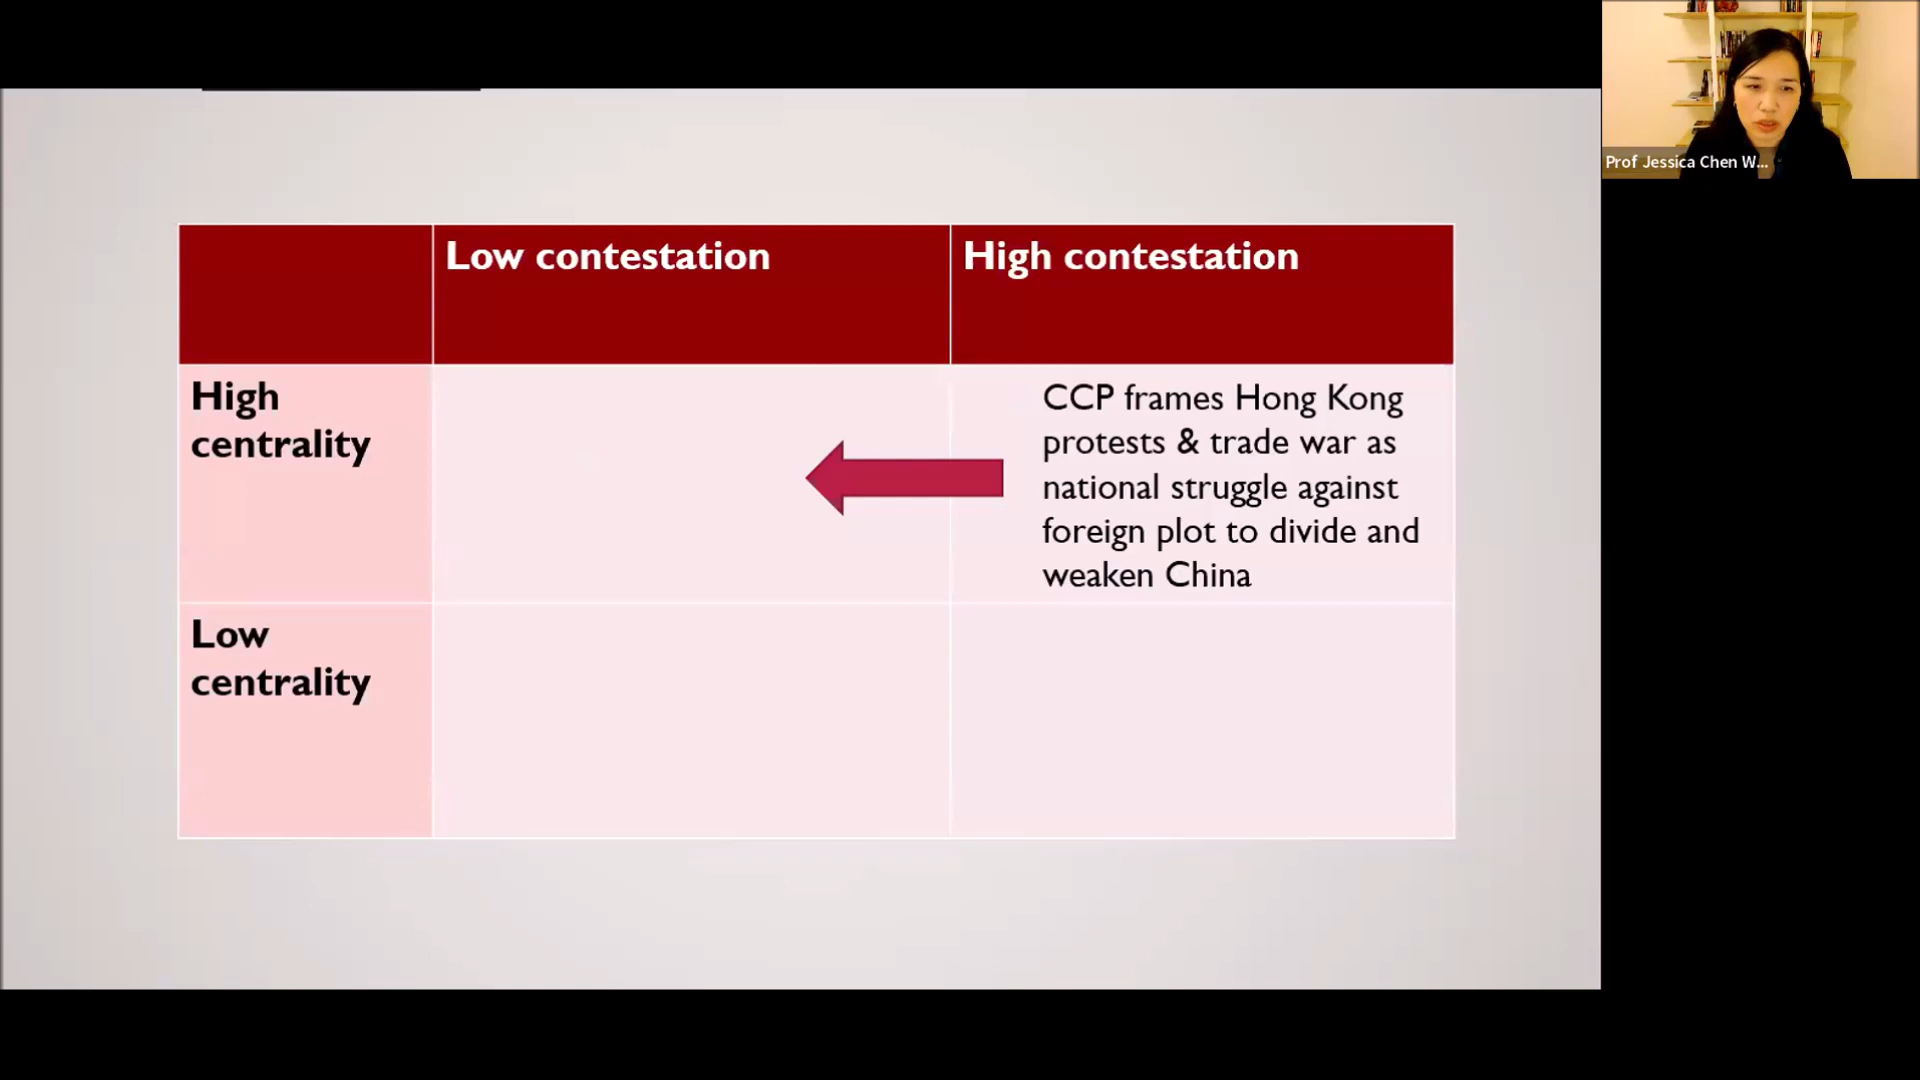 Prof Jessica Chen W...
Low contestation
High contestation
High
centrality
CCP frames Hong Kong
protests & trade war as
national struggle against
foreign plot to divide and
weaken China
Low
centrality